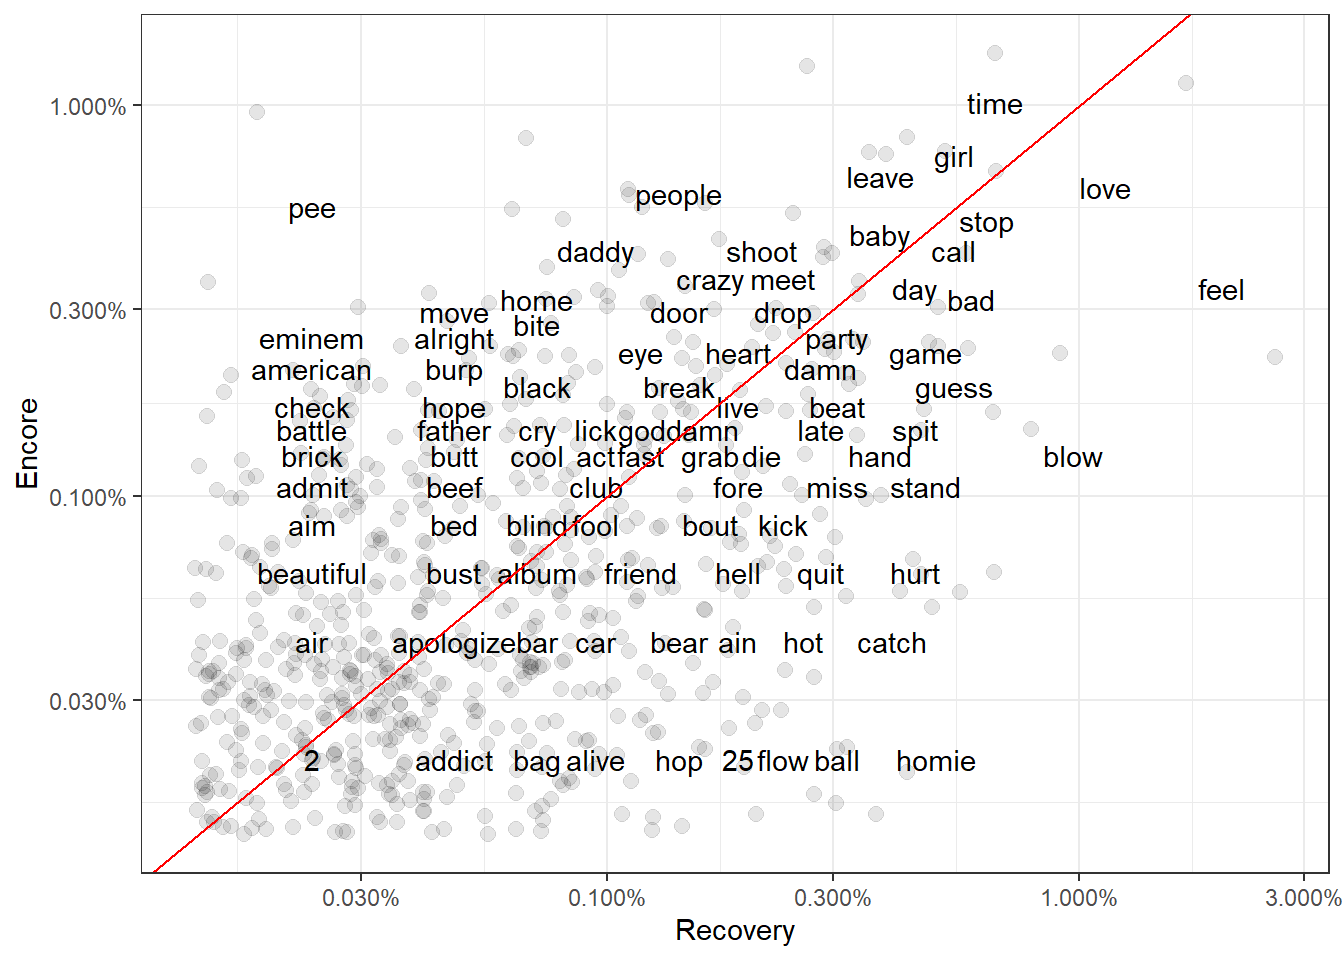 1.000%
time
girl
leave
love
people
pee
stop
baby
daddy shoot call
crazy meet
day feel
home bad
0.300%
move door drop
bite
eminem alright party
eye heart game
american burp damn
black break guess
check hope live beat
battle father cry lick goddamn late spit
brick butt cool act fast grab die hand blow
admit beef club fore miss stand
0.100%
aim bed blind fool bout kick
beautiful bust album friend hell quit hurt
air apologize bar car bear ain hot catch
0.030%
2 addict bag alive hop 25 flow ball homie
Encore
0.030% 0.100% 0.300% 1.000% 3.000%
Recovery